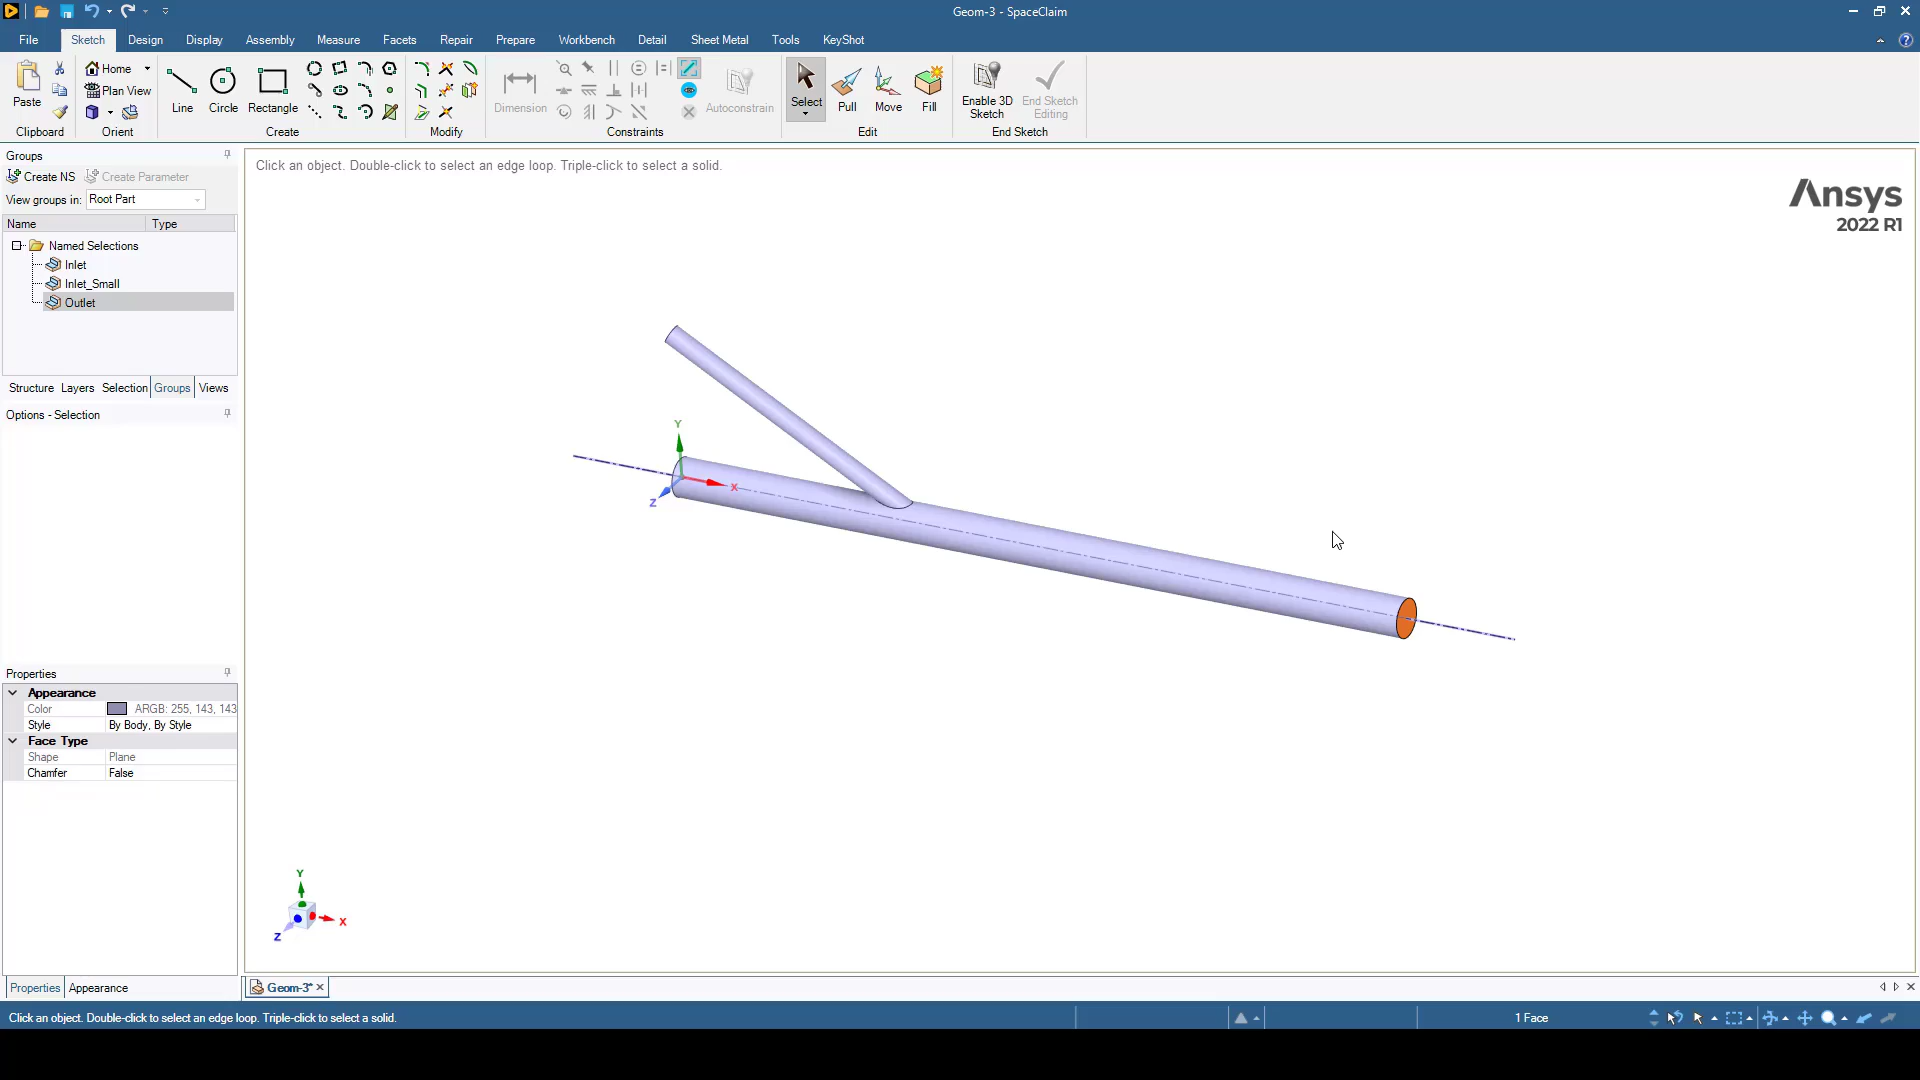 Geom-3 - SpaceClaim
File Sketch Design Display Assembly Measure Facets Repair Prepare Workbench Detail Sheet Metal Tools KeyShot
Paste
Home
Plan View
Line
Circle
Rectangle
Dimension
Autoconstrain
Select
Pull
Move
Fill
Enable 3D
Sketch
End Sketch
Editing
Clipboard Orient Create Modify Constraints Edit End Sketch
Groups
Create NS Create Parameter
View groups in: Root Part
Name Type
Named Selections
Inlet
Inlet_Small
Outlet
Structure Layers Selection Groups Views
Options - Selection
Properties
Appearance
Color ARGB: 255, 143, 143
Style By Body, By Style
Face Type
Shape Plane
Chamfer False
Properties Appearance
Click an object. Double-click to select an edge loop. Triple-click to select a solid.
Ansys
2022 R1
Y
X
Z
Y
X
Z
Geom-3*
Click an object. Double-click to select an edge loop. Triple-click to select a solid.
1 Face